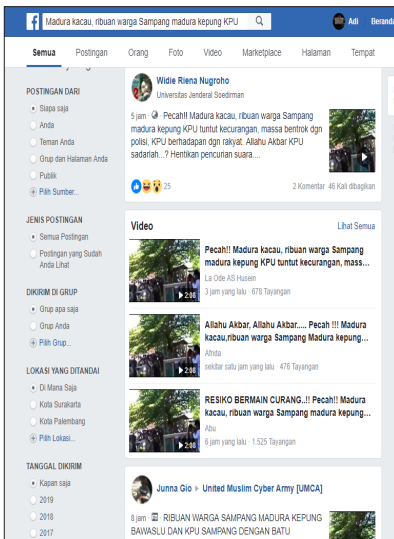 f Madura kacau, ribuan warga Sampang madura kepung KPU
Adi Beranda
Semua Postingan Orang Foto Video Marketplace Halaman Tempat
POSTINGAN DARI
Siapa saja
Anda
Teman Anda
Grup dan Halaman Anda
Publik
Pilih Sumber...
JENIS POSTINGAN
Semua Postingan
Postingan yang Sudah
Anda Lihat
DIKIRIM DI GRUP
Grup apa saja
Grup Anda
Pilih Grup...
LOKASI YANG DITANDAI
Di Mana Saja
Kota Surakarta
Kota Palembang
Pilih Lokasi...
TANGGAL DIKIRIM
Kapan saja
2019
2018
2017
Widie Riena Nugroho
Universitas Jenderal Soedirman
5 jam · Pecah!! Madura kacau, ribuan warga Sampang
madura kepung KPU tuntut kecurangan, massa bentrok dgn
polisi, KPU berhadapan dgn rakyat. Allahu Akbar KPU
sadarlah...? Hentikan pencurian suara....
25
2 Komentar 46 Kali dibagikan
Video
Lihat Semua
2:08
Pecah!! Madura kacau, ribuan warga Sampang
madura kepung KPU tuntut kecurangan, mass...
La Ode AS Husein
3 jam yang lalu · 678 Tayangan
2:08
Allahu Akbar, Allahu Akbar..... Pecah !!! Madura
kacau,ribuan warga Sampang Madura kepung...
Afrida
sekitar satu jam yang lalu · 476 Tayangan
2:08
RESIKO BERMAIN CURANG..!! Pecah!! Madura
kacau, ribuan warga Sampang madura kepung...
Abu
6 jam yang lalu · 1.525 Tayangan
Junna Gio ▸ United Muslim Cyber Army [UMCA]
8 jam · RIBUAN WARGA SAMPANG MADURA KEPUNG
BAWASLU DAN KPU SAMPANG DENGAN BATU